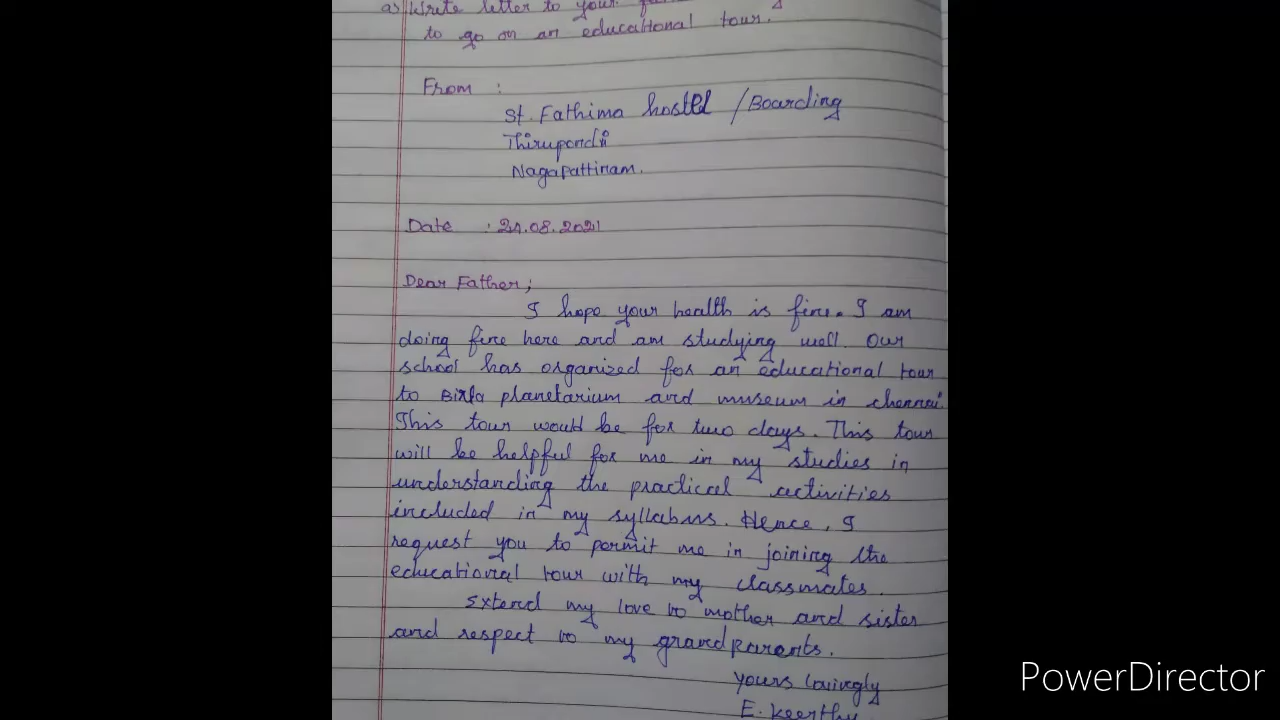 as Write letter to your
to go on an educational tour.
From :
St. Fathima hostel / Boarding
Thirupondi
Nagapattinam.
Date : 24.08.2021
Dear Father;
I hope your health is fine. I am
doing fine here and am studying well. Our
school has organized for an educational tour
to Birla planetarium and museum in chennai.
This tour would be for two days. This tour
will be helpful for me in my studies in
understanding the practical activities
included in my syllabus. Hence, I
request you to permit me in joining the
educational tour with my classmates.
Extend my love to mother and sister
and respect to my grandparents.
yours lovingly
E. Keerthy
PowerDirector